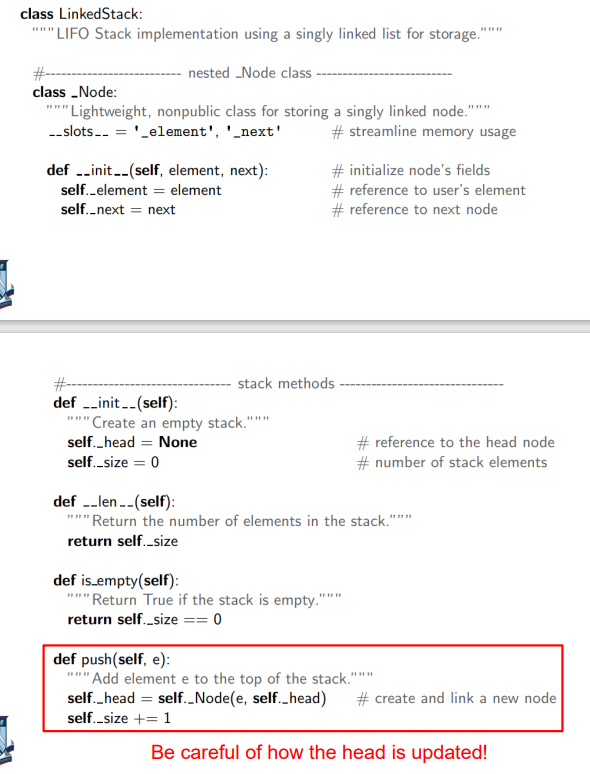 class LinkedStack:
"""LIFO Stack implementation using a singly linked list for storage."""
#-------------------------- nested _Node class --------------------------
class _Node:
"""Lightweight, nonpublic class for storing a singly linked node."""
__slots__ = '_element', '_next' # streamline memory usage
def __init__(self, element, next): # initialize node's fields
self._element = element # reference to user's element
self._next = next # reference to next node
#------------------------------- stack methods -------------------------------
def __init__(self):
"""Create an empty stack."""
self._head = None # reference to the head node
self._size = 0 # number of stack elements
def __len__(self):
"""Return the number of elements in the stack."""
return self._size
def is_empty(self):
"""Return True if the stack is empty."""
return self._size == 0
def push(self, e):
"""Add element e to the top of the stack."""
self._head = self._Node(e, self._head) # create and link a new node
self._size += 1
Be careful of how the head is updated!